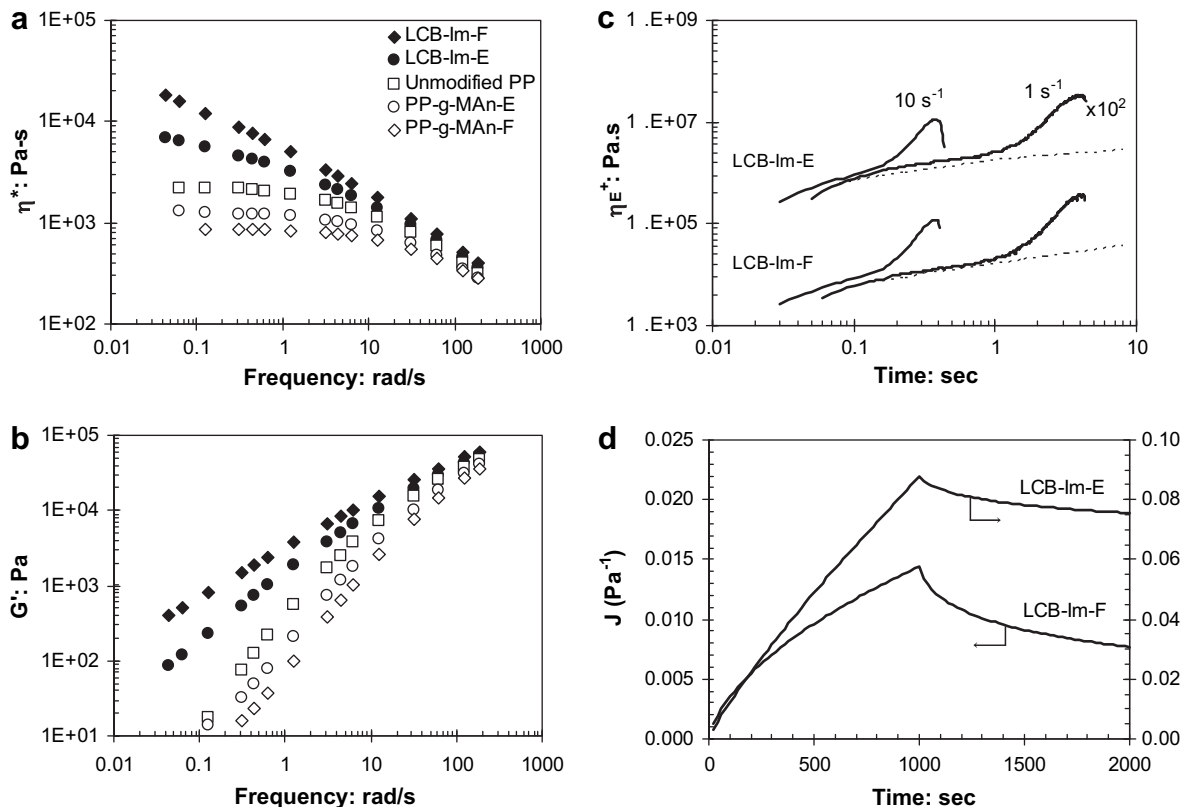 a
1E+05
1E+04
1E+03
1E+02
η*: Pa-s
0.01 0.1 1 10 100 1000
Frequency: rad/s
LCB-Im-F
LCB-Im-E
Unmodified PP
PP-g-MAn-E
PP-g-MAn-F
c
1.E+09
1.E+07
1.E+05
1.E+03
ηE+: Pa.s
10 s-1
1 s-1
x10²
LCB-Im-E
LCB-Im-F
0.01 0.1 1 10
Time: sec
b
1E+05
1E+04
1E+03
1E+02
1E+01
G': Pa
0.01 0.1 1 10 100 1000
Frequency: rad/s
d
0.025
0.020
0.015
0.010
0.005
0.000
J (Pa-1)
LCB-Im-E
LCB-Im-F
0.10
0.08
0.06
0.04
0.02
0.00
0 500 1000 1500 2000
Time: sec